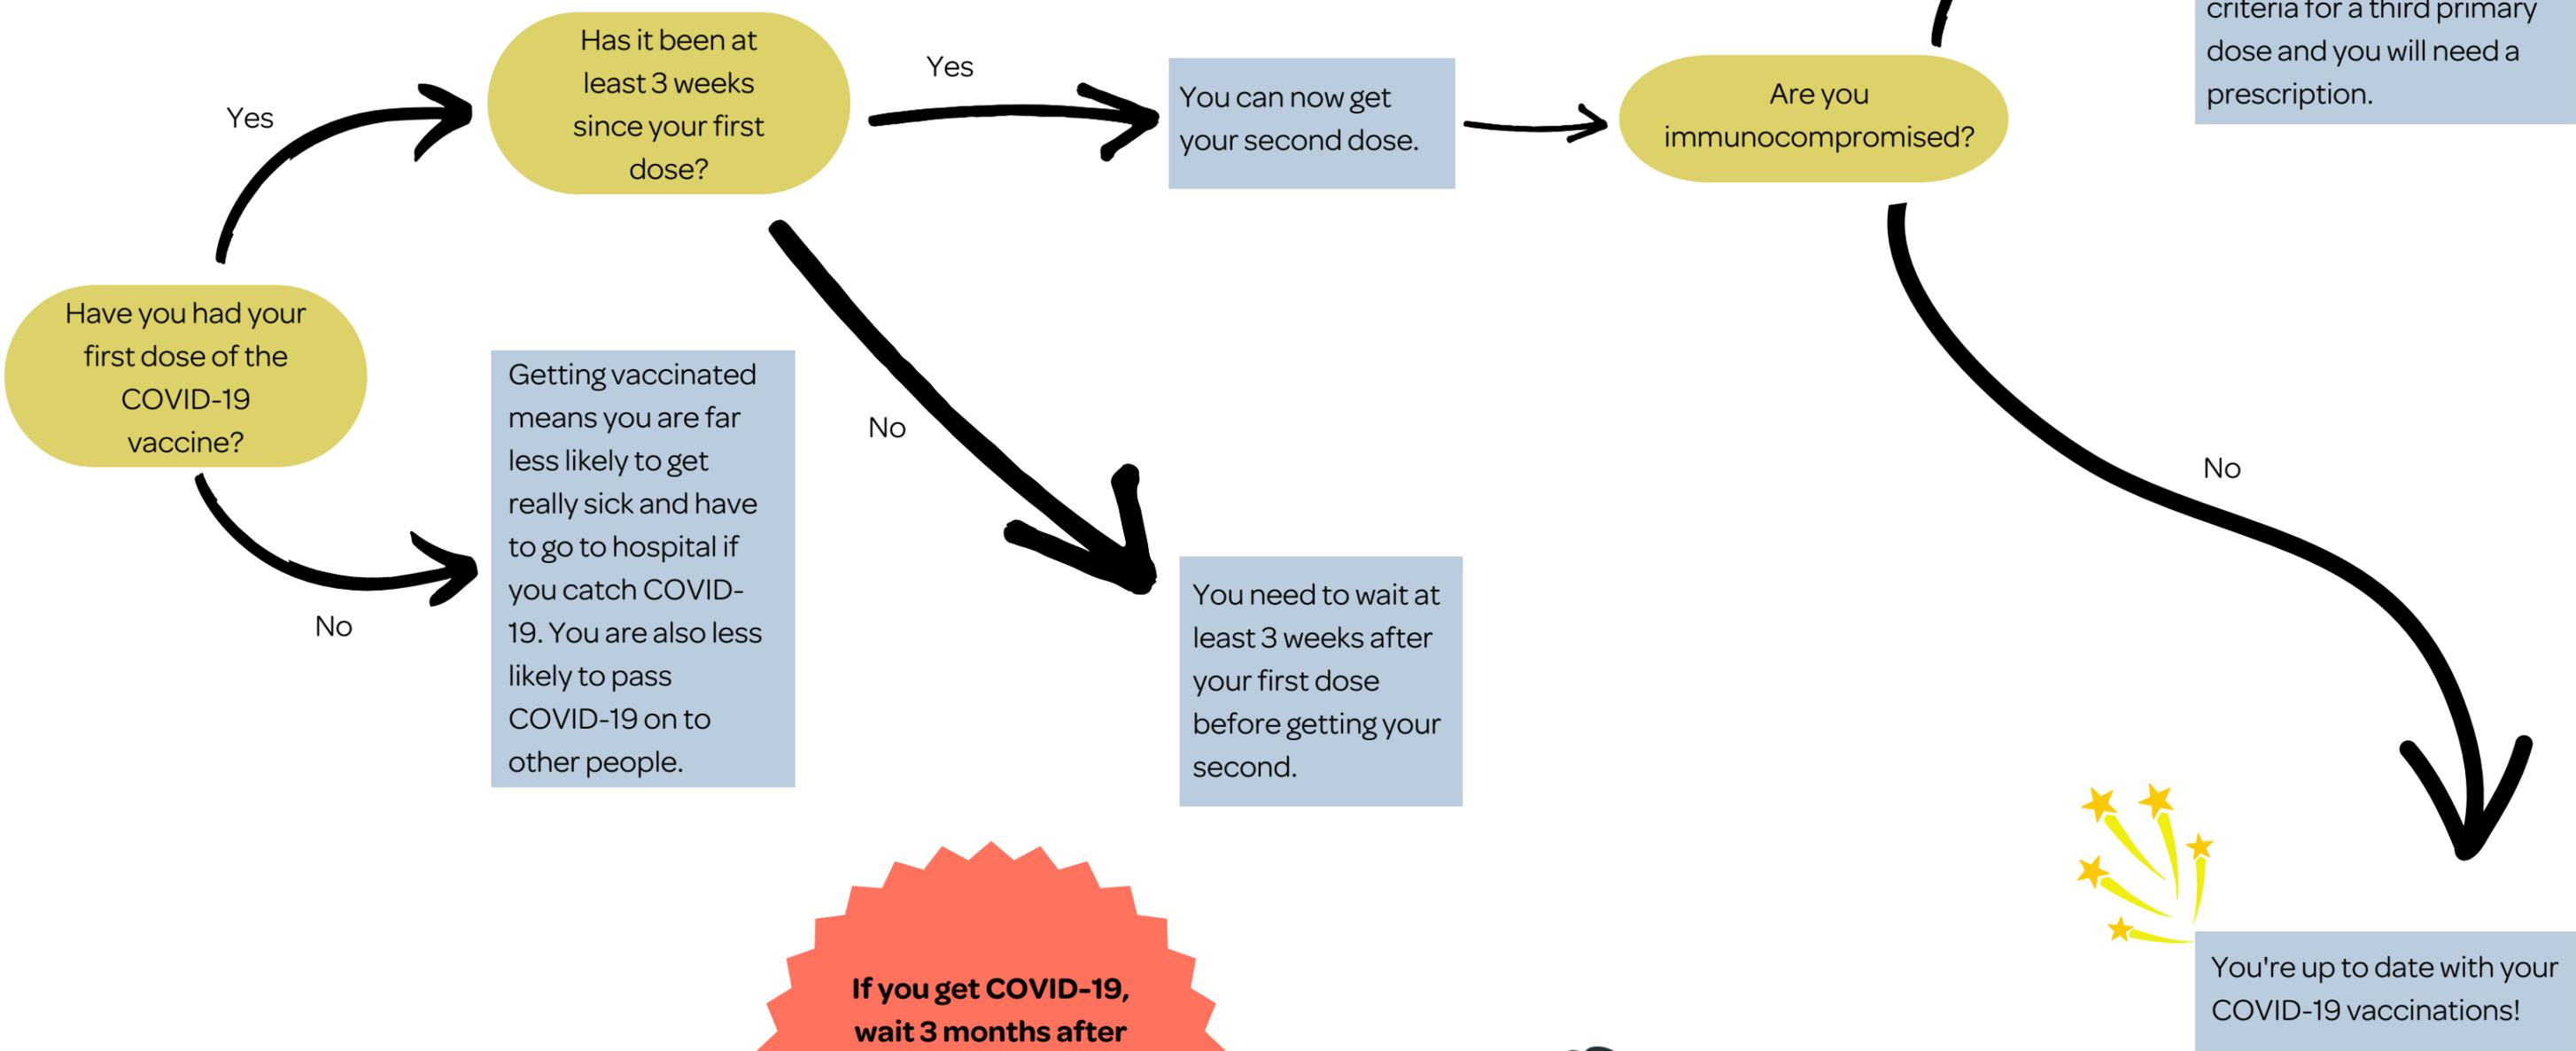 Has it been at
least 3 weeks
since your first
dose?
Yes
Yes
You can now get
your second dose.
Are you
immunocompromised?
criteria for a third primary
dose and you will need a
prescription.
Have you had your
first dose of the
COVID-19
vaccine?
No
Getting vaccinated
means you are far
less likely to get
really sick and have
to go to hospital if
you catch COVID-
19. You are also less
likely to pass
COVID-19 on to
other people.
No
You need to wait at
least 3 weeks after
your first dose
before getting your
second.
No
If you get COVID-19,
wait 3 months after
You're up to date with your
COVID-19 vaccinations!